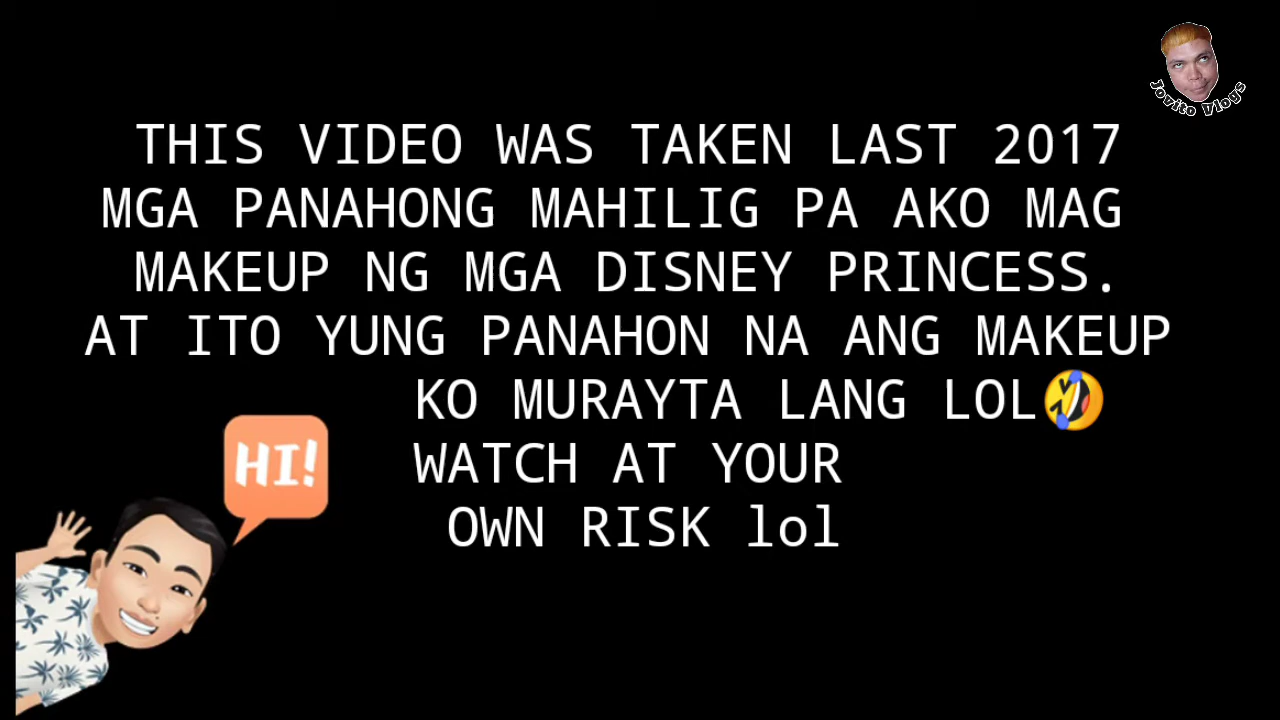 Jovito Vlogs
THIS VIDEO WAS TAKEN LAST 2017
MGA PANAHONG MAHILIG PA AKO MAG
MAKEUP NG MGA DISNEY PRINCESS.
AT ITO YUNG PANAHON NA ANG MAKEUP
KO MURAYTA LANG LOL🤣
WATCH AT YOUR
OWN RISK lol
HI!